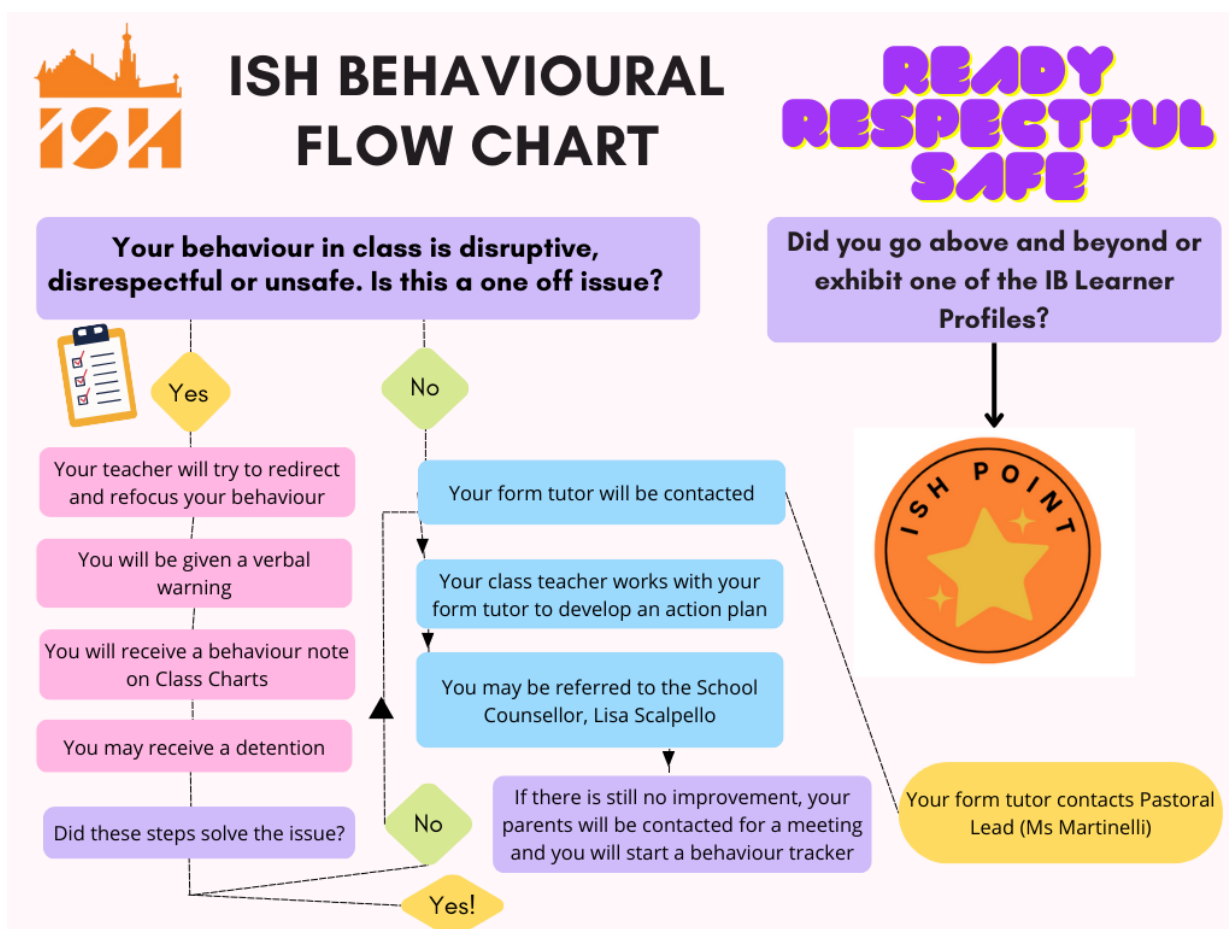 ISH
ISH BEHAVIOURAL
FLOW CHART
READY
RESPECTFUL
SAFE
Your behaviour in class is disruptive,
disrespectful or unsafe. Is this a one off issue?
Yes
No
Your teacher will try to redirect
and refocus your behaviour
You will be given a verbal
warning
You will receive a behaviour note
on Class Charts
You may receive a detention
Did these steps solve the issue?
No
Yes!
Your form tutor will be contacted
Your class teacher works with your
form tutor to develop an action plan
You may be referred to the School
Counsellor, Lisa Scalpello
If there is still no improvement, your
parents will be contacted for a meeting
and you will start a behaviour tracker
Did you go above and beyond or
exhibit one of the IB Learner
Profiles?
ISH POINT
Your form tutor contacts Pastoral
Lead (Ms Martinelli)